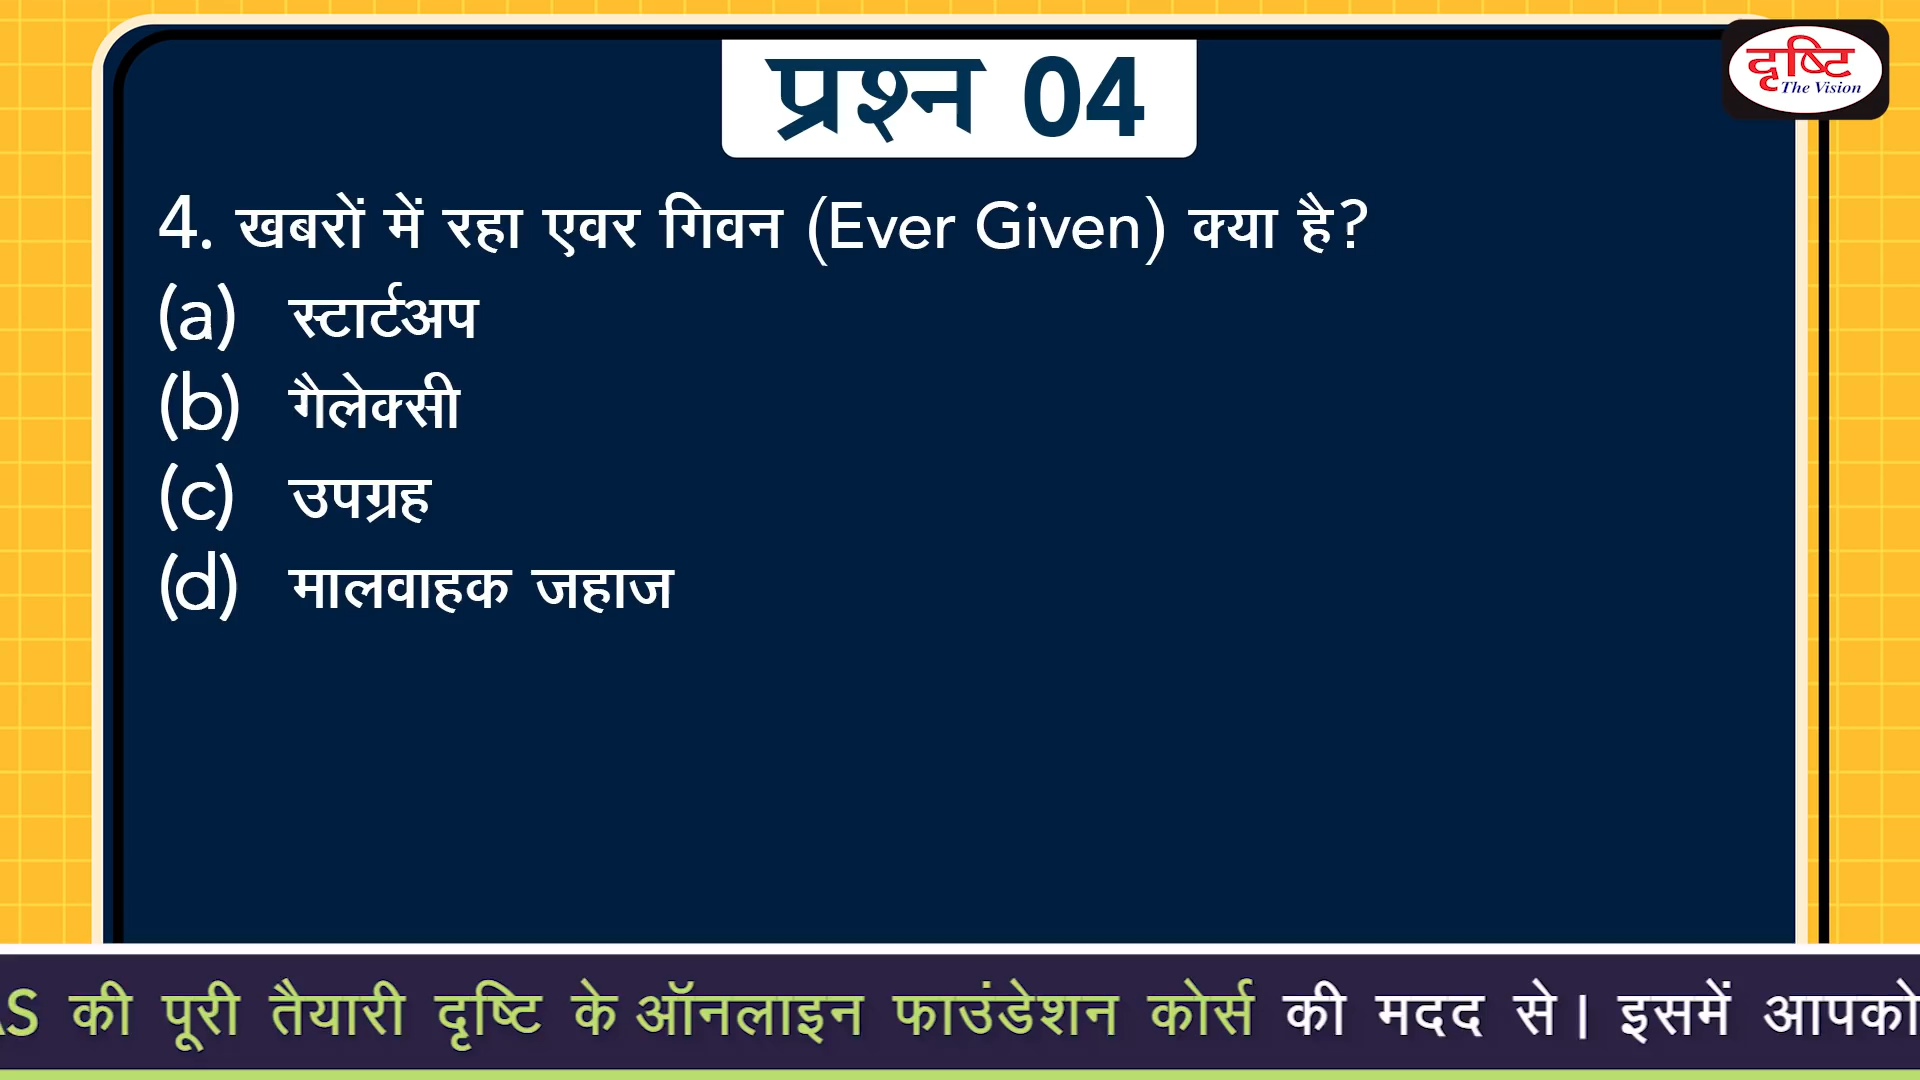 प्रश्न 04
दृष्टि
The Vision
4. खबरों में रहा एवर गिवन (Ever Given) क्या है?
(a) स्टार्टअप
(b) गैलेक्सी
(c) उपग्रह
(d) मालवाहक जहाज
AS की पूरी तैयारी दृष्टि के ऑनलाइन फाउंडेशन कोर्स की मदद से। इसमें आपको